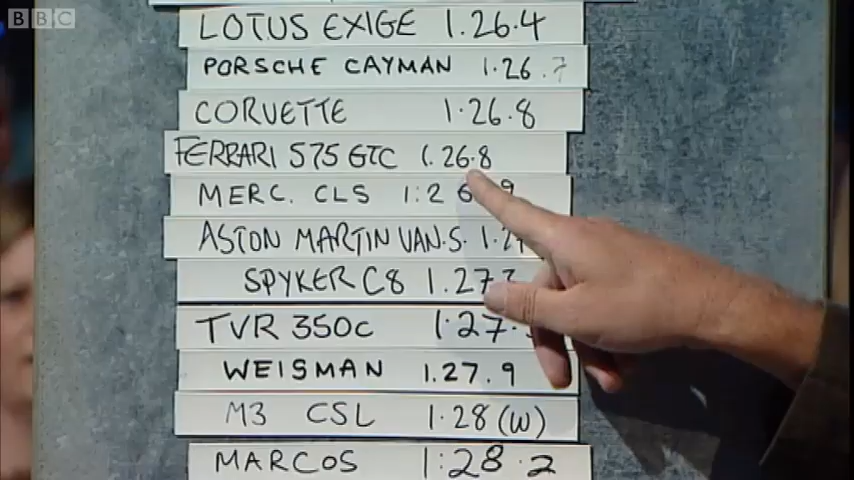 BBC
LOTUS EXIGE 1.26.4
PORSCHE CAYMAN 1.26.7
CORVETTE 1.26.8
FERRARI 575 GTC 1.26.8
MERC. CLS
ASTON MARTIN VAN.S.
SPYKER C8
TVR 350C
WEISMAN 1.27.9
M3 CSL 1.28 (W)
MARCOS 1:28.2